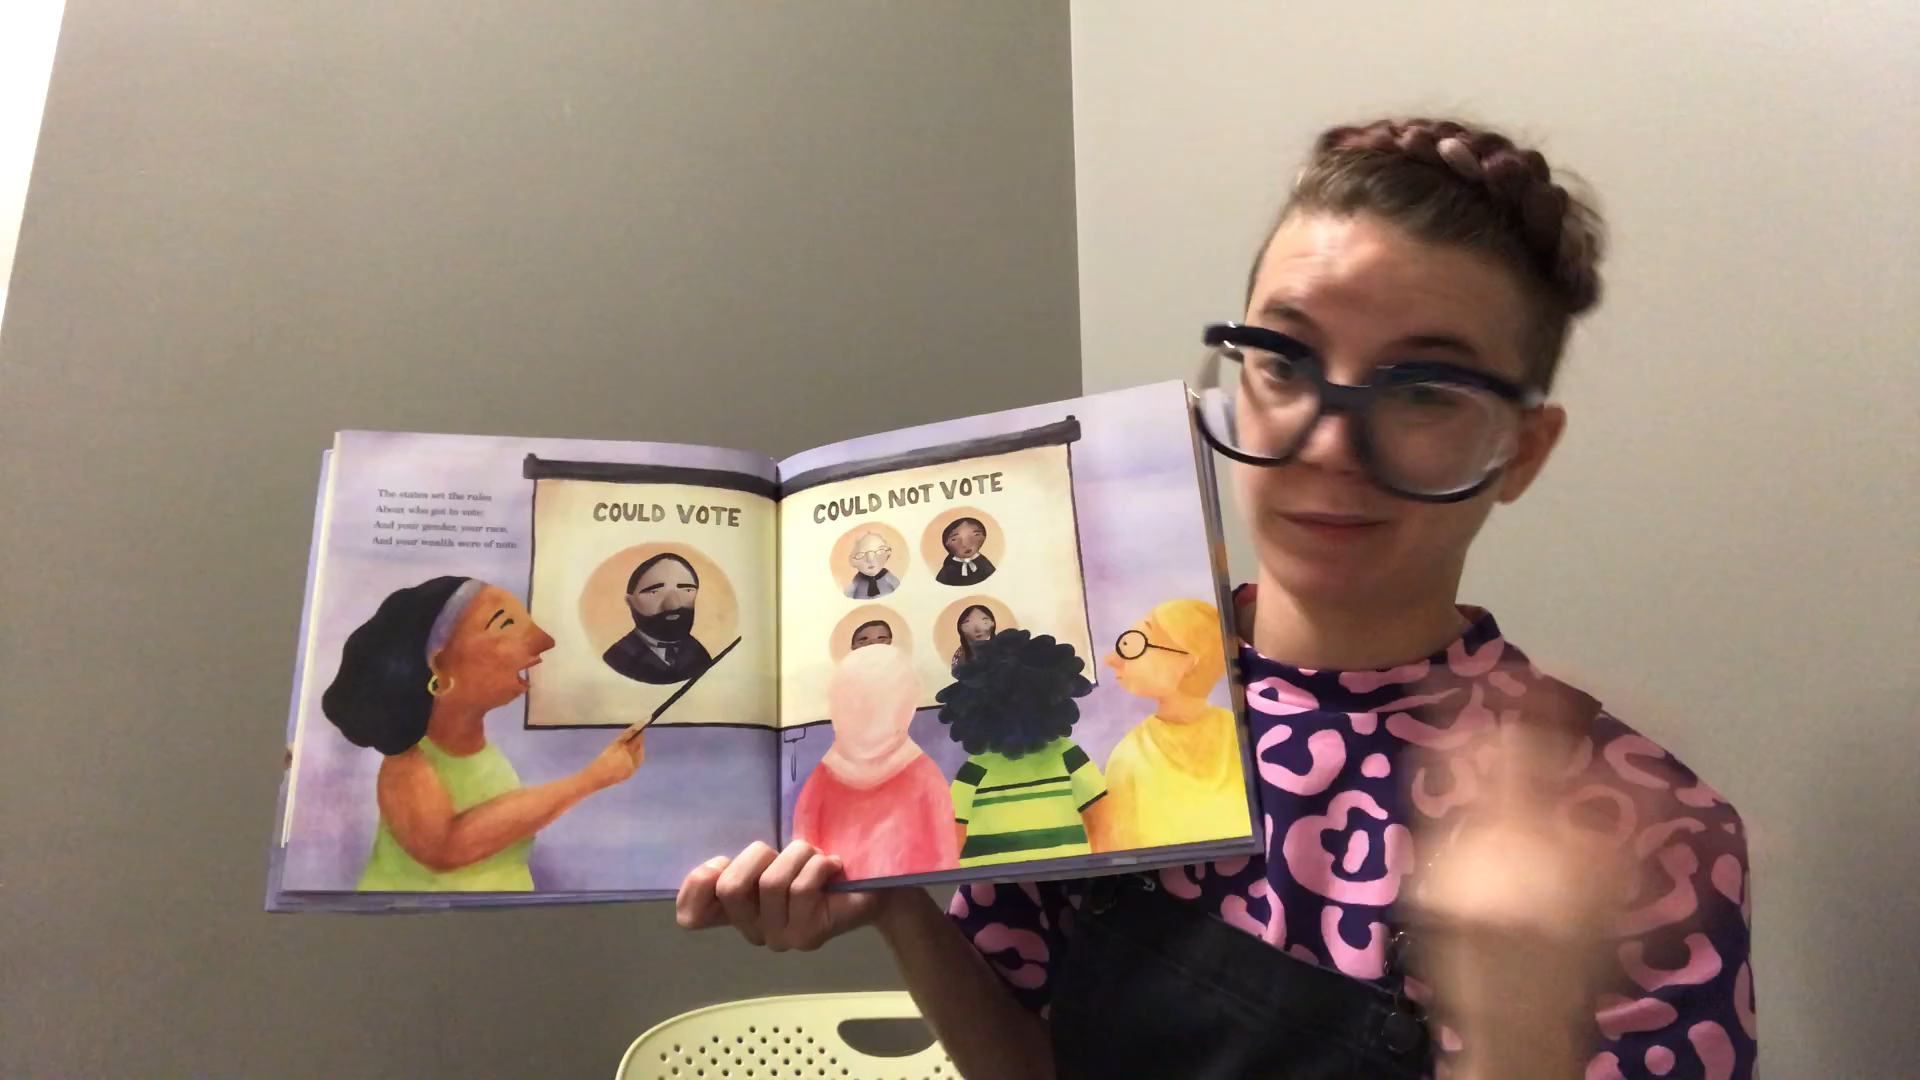 The states set the rules
About who got to vote:
And your gender, your race,
And your wealth were of note.
COULD VOTE
COULD NOT VOTE